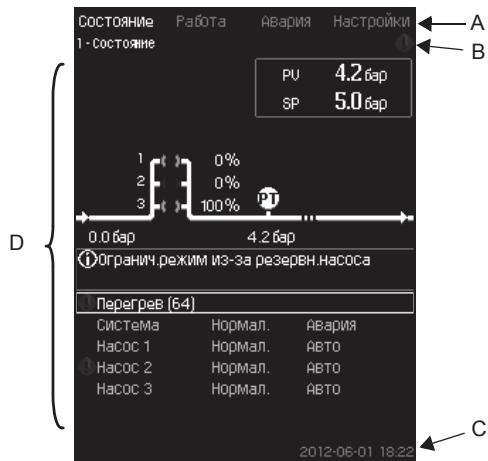 Состояние Работа Авария Настройки A
1 - Состояние B
PV 4.2 бар
SP 5.0 бар
1 0%
2 0%
3 100% PT
D
0.0 бар 4.2 бар
Огранич.режим из-за резервн.насоса
Перегрев (64)
Система Нормал. Авария
Насос 1 Нормал. Авто
Насос 2 Нормал. Авто
Насос 3 Нормал. Авто
C
2012-06-01 18:22